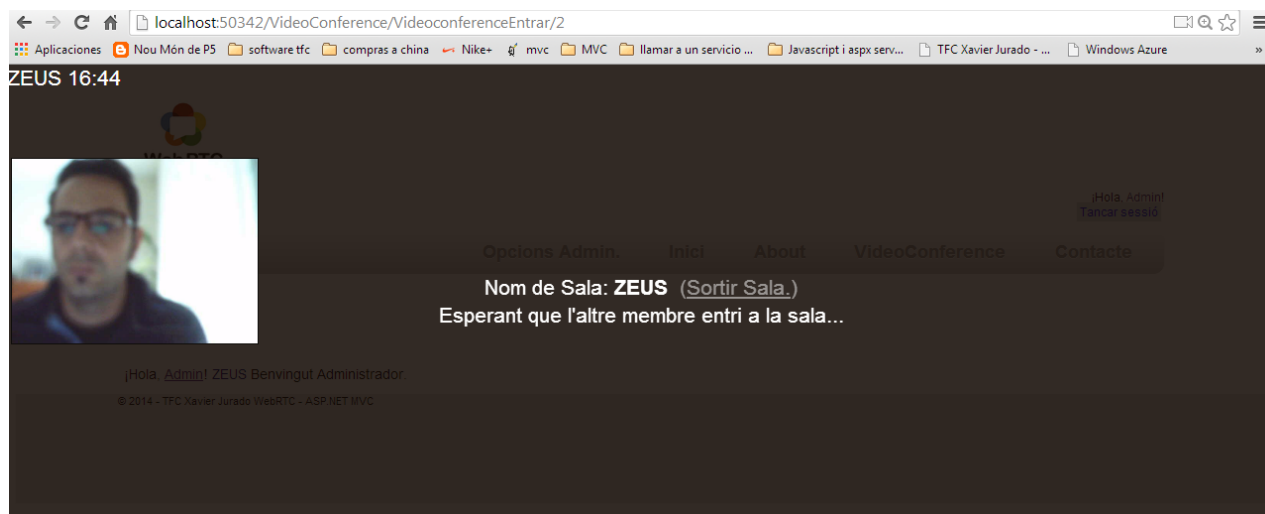 localhost:50342/VideoConference/VideoconferenceEntrar/2
Aplicaciones Nou Món de P5 software tfc compras a china Nike+ mvc MVC llamar a un servicio ... Javascript i aspx serv... TFC Xavier Jurado - ... Windows Azure »
ZEUS 16:44
WebRTC
¡Hola, Admin!
Tancar sessió
Opcions Admin. Inici About VideoConference Contacte
Nom de Sala: ZEUS (Sortir Sala.)
Esperant que l'altre membre entri a la sala...
¡Hola, Admin! ZEUS Benvingut Administrador.
© 2014 - TFC Xavier Jurado WebRTC - ASP.NET MVC